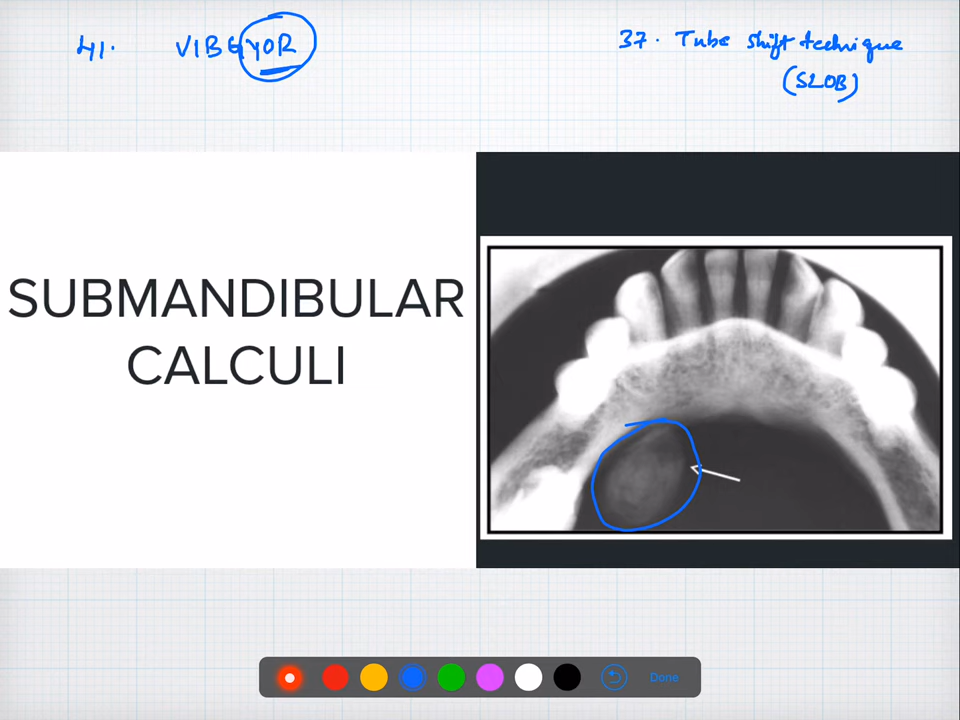 41. VIBGYOR
37. Tube shift technique
(SLOB)
SUBMANDIBULAR
CALCULI
Done